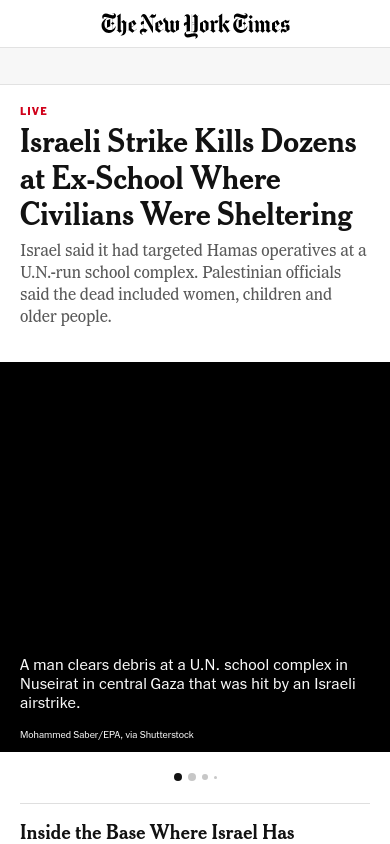 The New York Times
LIVE
Israeli Strike Kills Dozens
at Ex-School Where
Civilians Were Sheltering
Israel said it had targeted Hamas operatives at a
U.N.-run school complex. Palestinian officials
said the dead included women, children and
older people.
A man clears debris at a U.N. school complex in
Nuseirat in central Gaza that was hit by an Israeli
airstrike.
Mohammed Saber/EPA, via Shutterstock
Inside the Base Where Israel Has